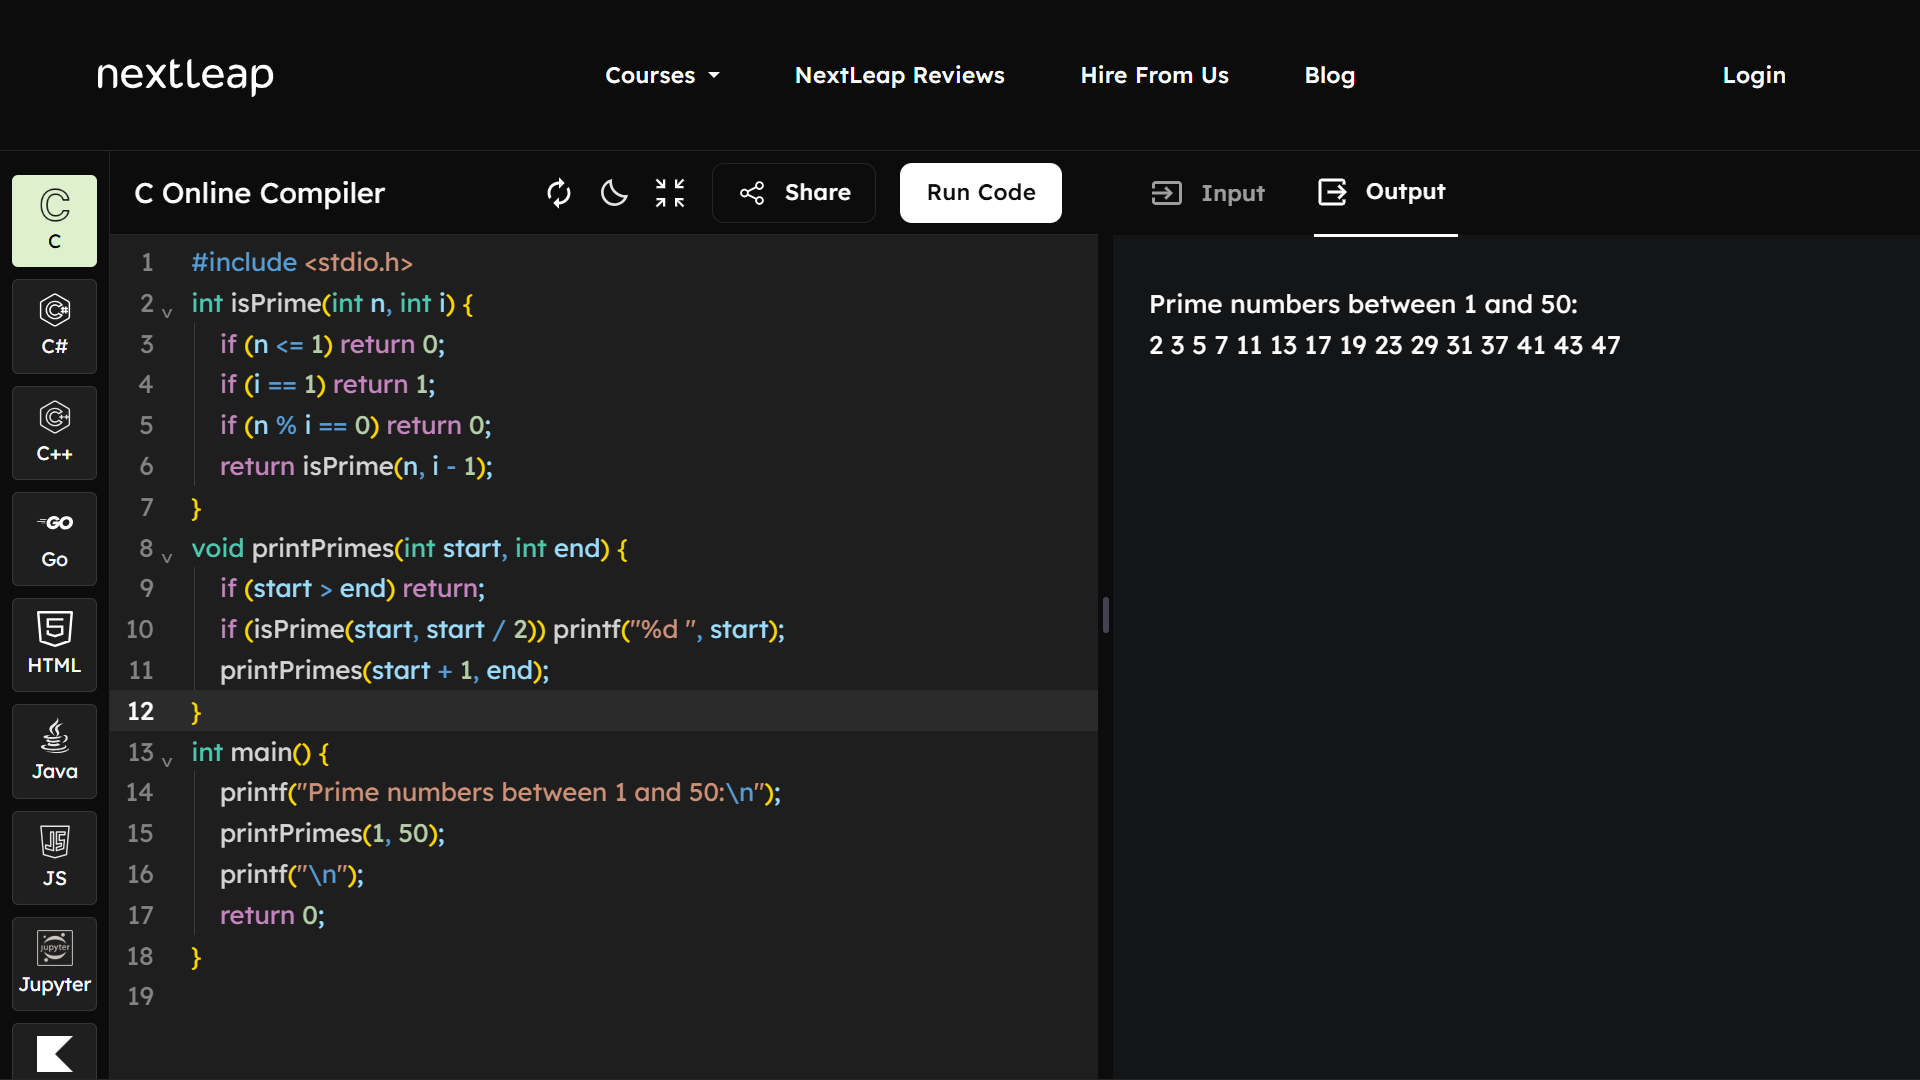 nextleap
Courses NextLeap Reviews Hire From Us Blog Login
C
C
C Online Compiler Share Run Code Input Output
C#
C#
C++
C++
GO
Go
5
HTML
Java
JS
JS
jupyter
Jupyter
1 #include <stdio.h>
2 int isPrime(int n, int i) {
3 if (n <= 1) return 0;
4 if (i == 1) return 1;
5 if (n % i == 0) return 0;
6 return isPrime(n, i - 1);
7 }
8 void printPrimes(int start, int end) {
9 if (start > end) return;
10 if (isPrime(start, start / 2)) printf("%d ", start);
11 printPrimes(start + 1, end);
12 }
13 int main() {
14 printf("Prime numbers between 1 and 50:\n");
15 printPrimes(1, 50);
16 printf("\n");
17 return 0;
18 }
19
Prime numbers between 1 and 50:
2 3 5 7 11 13 17 19 23 29 31 37 41 43 47